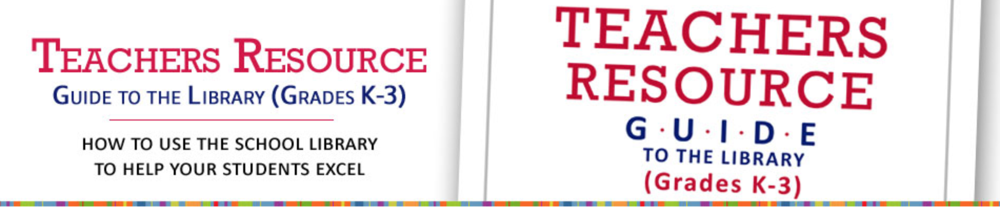 TEACHERS RESOURCE
GUIDE TO THE LIBRARY (GRADES K-3)
HOW TO USE THE SCHOOL LIBRARY
TO HELP YOUR STUDENTS EXCEL
TEACHERS
RESOURCE
G·U·I·D·E
TO THE LIBRARY
(Grades K-3)